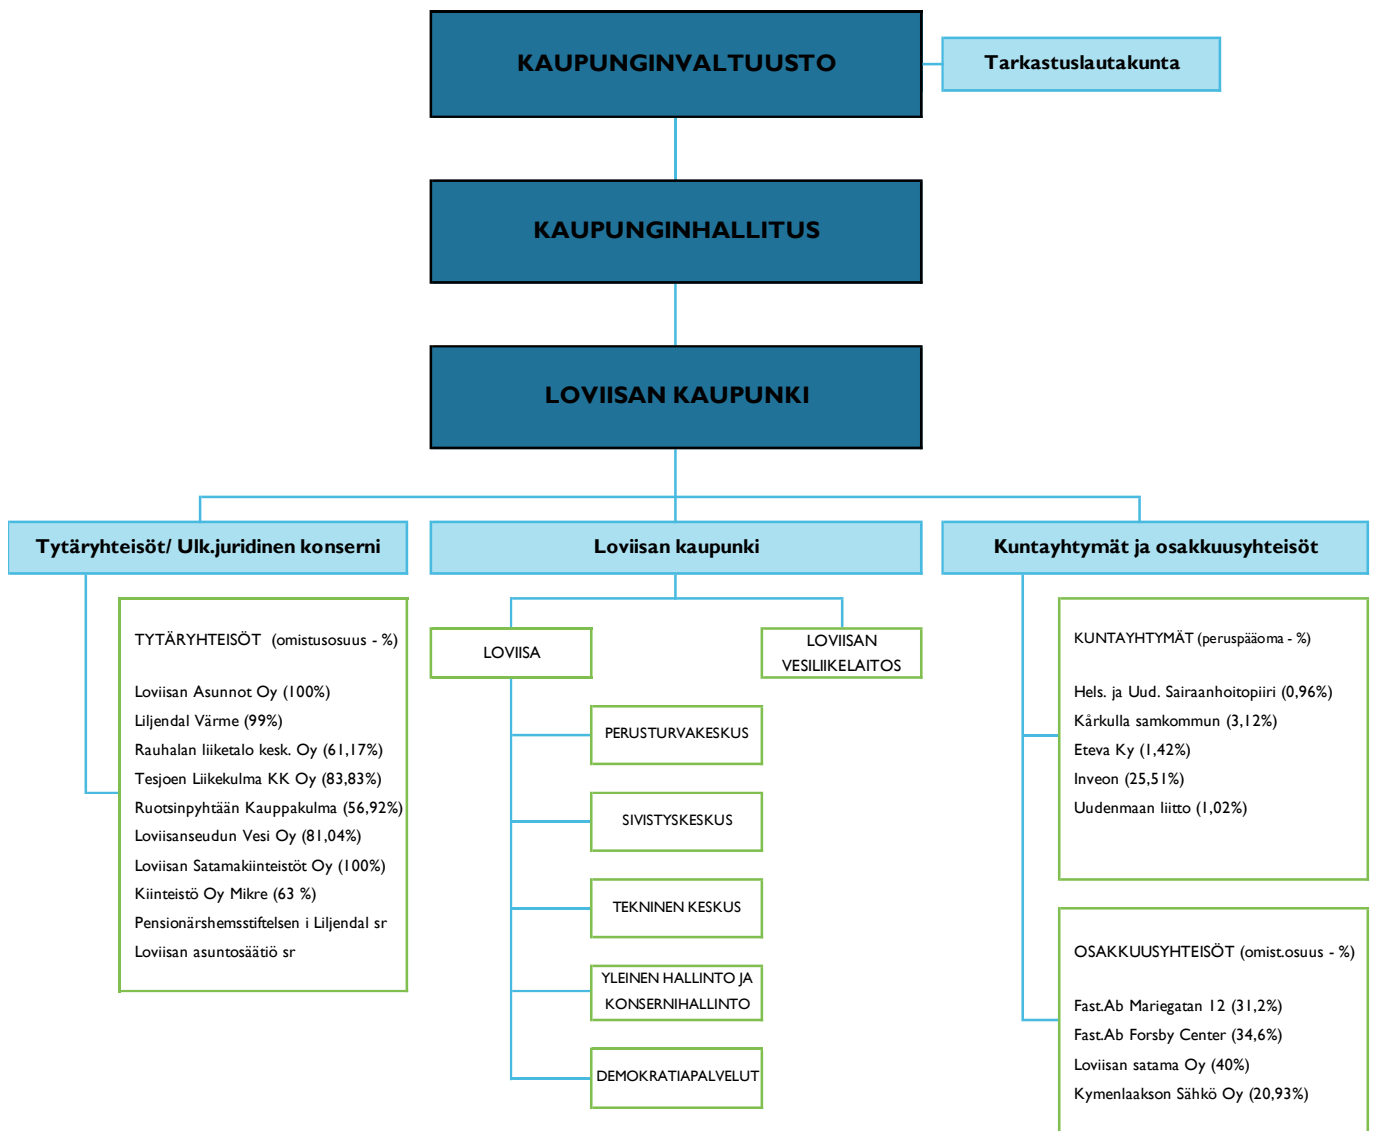 KAUPUNGINVALTUUSTO
Tarkastuslautakunta
KAUPUNGINHALLITUS
LOVIISAN KAUPUNKI
Tytäryhteisöt/ Ulk.juridinen konserni
TYTÄRYHTEISÖT (omistusosuus - %)
Loviisan Asunnot Oy (100%)
Liljendal Värme (99%)
Rauhalan liiketalo kesk. Oy (61,17%)
Tesjoen Liikekulma KK Oy (83,83%)
Ruotsinpyhtään Kauppakulma (56,92%)
Loviisanseudun Vesi Oy (81,04%)
Loviisan Satamakiinteistöt Oy (100%)
Kiinteistö Oy Mikre (63 %)
Pensionärshemsstiftelsen i Liljendal sr
Loviisan asuntosäätiö sr
Loviisan kaupunki
LOVIISA
LOVIISAN
VESILIIKELAITOS
PERUSTURVAKESKUS
SIVISTYSKESKUS
TEKNINEN KESKUS
YLEINEN HALLINTO JA
KONSERNIHALLINTO
DEMOKRATIAPALVELUT
Kuntayhtymät ja osakkuusyhteisöt
KUNTAYHTYMÄT (peruspääoma - %)
Hels. ja Uud. Sairaanhoitopiiri (0,96%)
Kårkulla samkommun (3,12%)
Eteva Ky (1,42%)
Inveon (25,51%)
Uudenmaan liitto (1,02%)
OSAKKUUSYHTEISÖT (omist.osuus - %)
Fast.Ab Mariegatan 12 (31,2%)
Fast.Ab Forsby Center (34,6%)
Loviisan satama Oy (40%)
Kymenlaakson Sähkö Oy (20,93%)